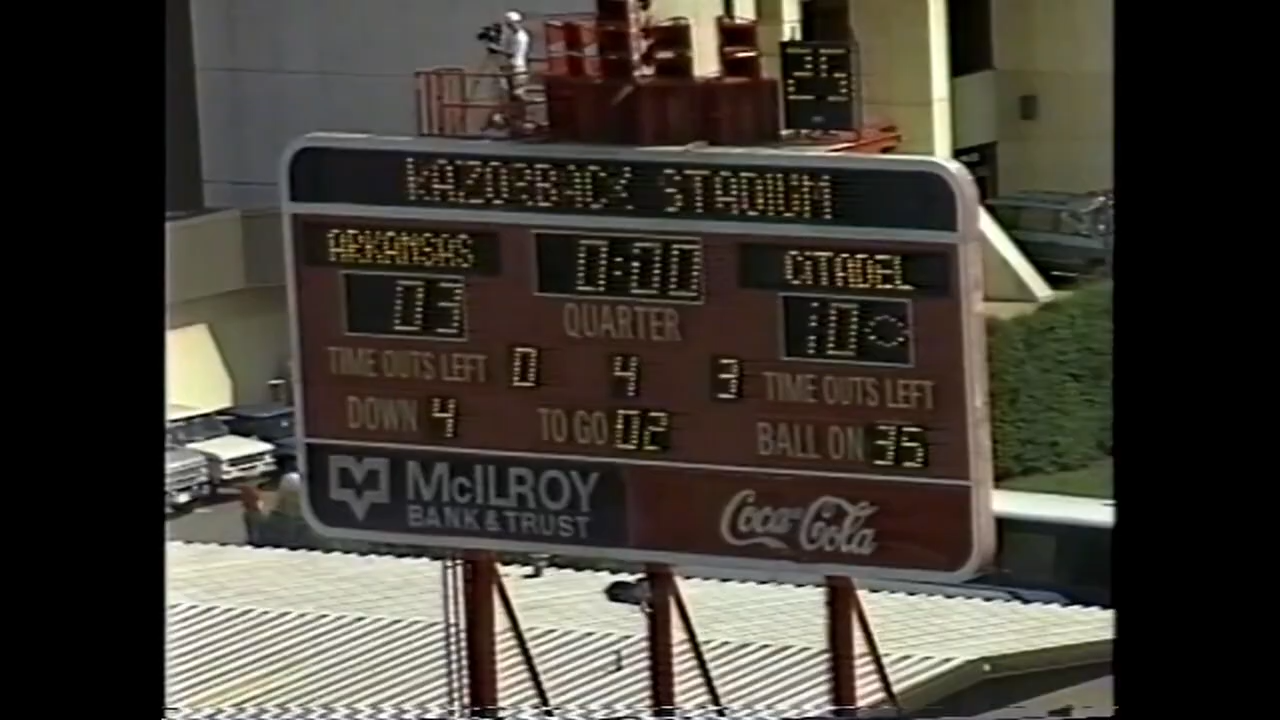 35
RAZORBACK STADIUM
ARKANSAS 0:00 CITADEL
03 QUARTER 10
TIME OUTS LEFT 0 4 3 TIME OUTS LEFT
DOWN 4 TO GO 02 BALL ON 35
McILROY
BANK & TRUST
Coca-Cola